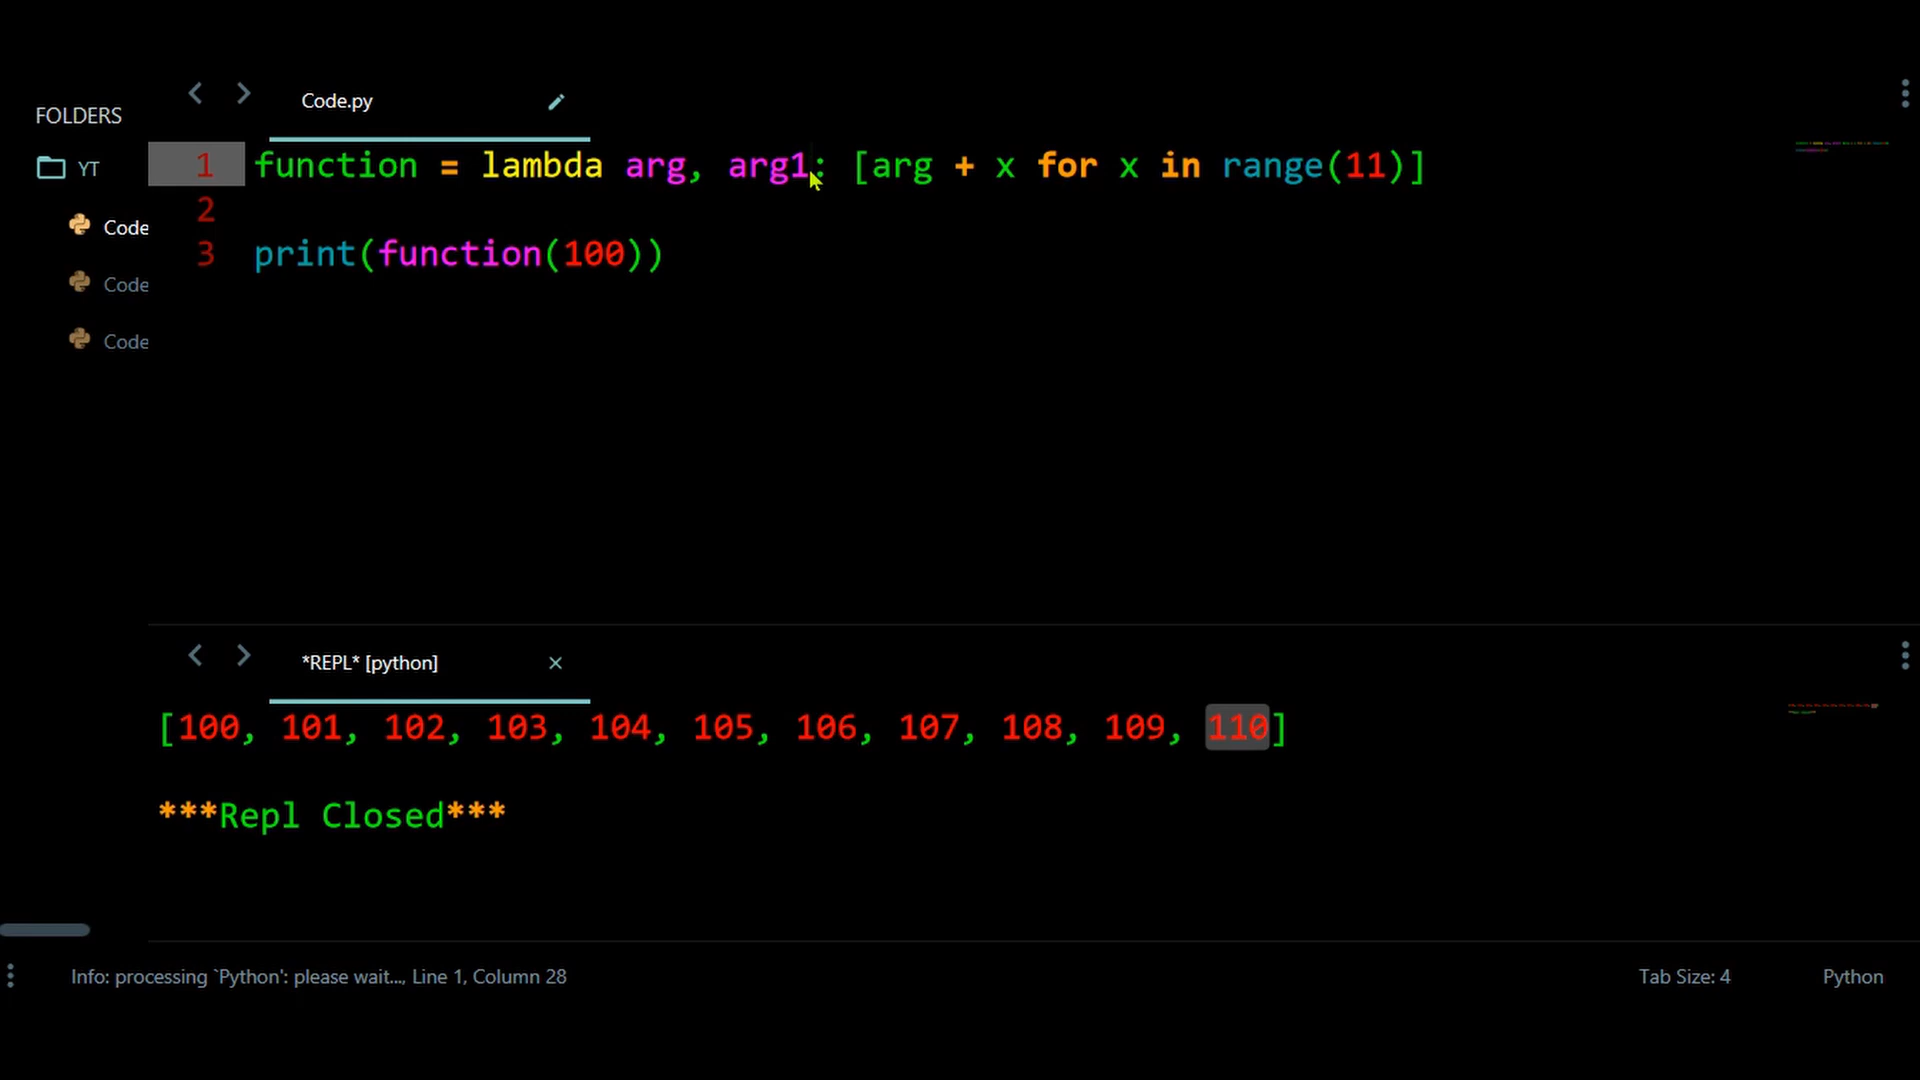 FOLDERS
YT
Code
Code
Code
Code.py
1 function = lambda arg, arg1: [arg + x for x in range(11)]
2
3 print(function(100))
*REPL* [python]
[100, 101, 102, 103, 104, 105, 106, 107, 108, 109, 110]
***Repl Closed***
Info: processing `Python': please wait..., Line 1, Column 28
Tab Size: 4
Python